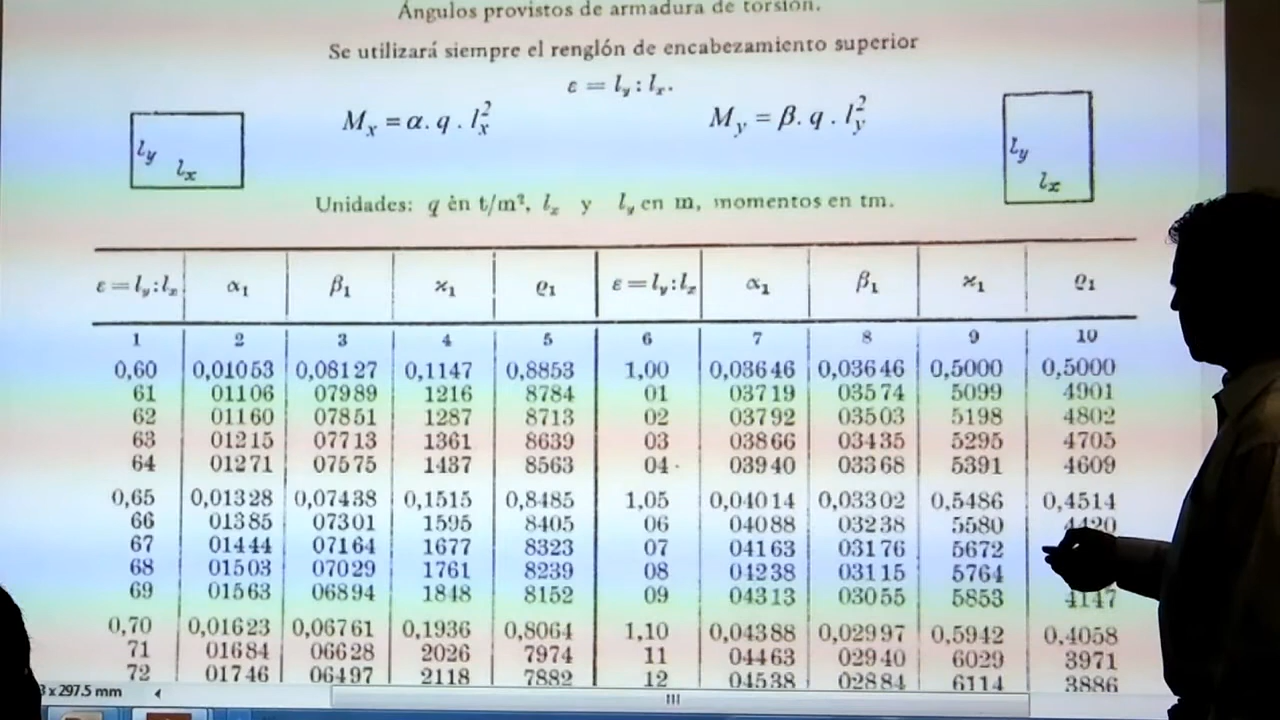 Ángulos provistos de armadura de torsión.
Se utilizará siempre el renglón de encabezamiento superior
ε = l_y : l_x.
M_x = α. q . l_x^2 M_y = β. q . l_y^2
l_y l_x l_y l_x
Unidades: q èn t/m², l_x y l_y en m, momentos en tm.
ε = l_y:l_x α₁ β₁ ϰ₁ ϱ₁ ε = l_y:l_x α₁ β₁ ϰ₁ ϱ₁
1 2 3 4 5 6 7 8 9 10
0,60 0,01053 0,08127 0,1147 0,8853 1,00 0,03646 0,03646 0,5000 0,5000
61 01106 07989 1216 8784 01 03719 03574 5099 4901
62 01160 07851 1287 8713 02 03792 03503 5198 4802
63 01215 07713 1361 8639 03 03866 03435 5295 4705
64 01271 07575 1437 8563 04 03940 03368 5391 4609
0,65 0,01328 0,07438 0,1515 0,8485 1,05 0,04014 0,03302 0,5486 0,4514
66 01385 07301 1595 8405 06 04088 03238 5580 4420
67 01444 07164 1677 8323 07 04163 03176 5672
68 01503 07029 1761 8239 08 04238 03115 5764
69 01563 06894 1848 8152 09 04313 03055 5853 4147
0,70 0,01623 0,06761 0,1936 0,8064 1,10 0,04388 0,02997 0,5942 0,4058
71 01684 06628 2026 7974 11 04463 02940 6029 3971
72 01746 06497 2118 7882 12 04538 02884 6114 3886
x 297.5 mm